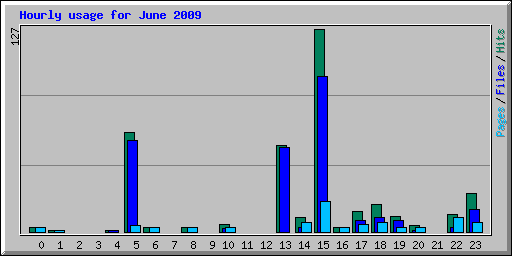 Hourly usage for June 2009
127
Pages/Files/Hits
0 1 2 3 4 5 6 7 8 9 10 11 12 13 14 15 16 17 18 19 20 21 22 23